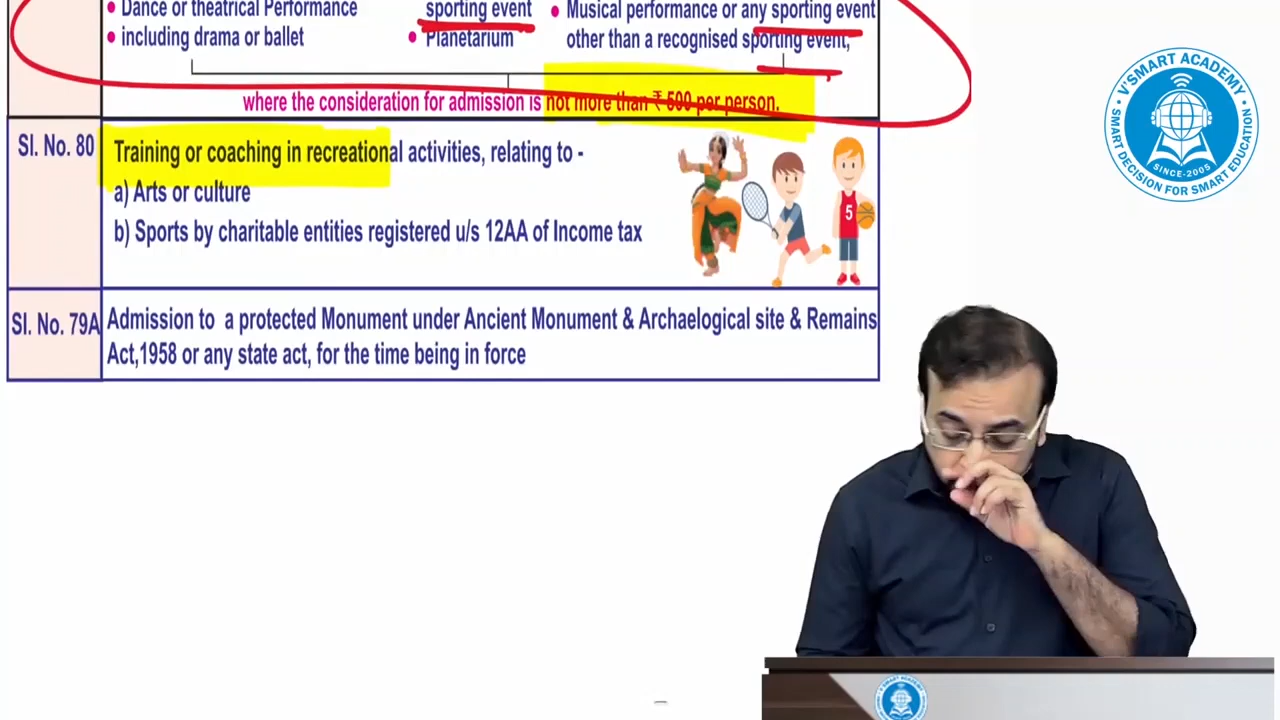 • Dance or theatrical Performance
• including drama or ballet
sporting event
• Planetarium
• Musical performance or any sporting event
other than a recognised sporting event,
where the consideration for admission is not more than ₹ 500 per person.
Sl. No. 80
Training or coaching in recreational activities, relating to -
a) Arts or culture
b) Sports by charitable entities registered u/s 12AA of Income tax
5
Sl. No. 79A
Admission to a protected Monument under Ancient Monument & Archaelogical site & Remains
Act,1958 or any state act, for the time being in force
V'SMART ACADEMY
SINCE-2005
• SMART DECISION FOR SMART EDUCATION •